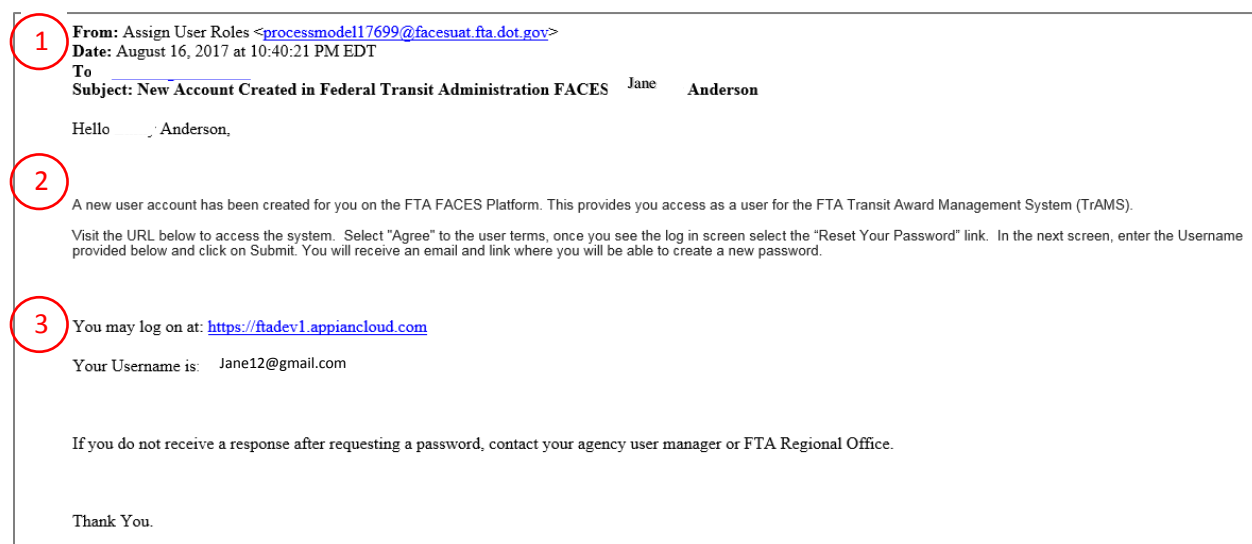 1
From: Assign User Roles <processmodel17699@facesuat.fta.dot.gov>
Date: August 16, 2017 at 10:40:21 PM EDT
To
Subject: New Account Created in Federal Transit Administration FACES Jane Anderson
Hello Anderson,
2
A new user account has been created for you on the FTA FACES Platform. This provides you access as a user for the FTA Transit Award Management System (TrAMS).
Visit the URL below to access the system. Select "Agree" to the user terms, once you see the log in screen select the “Reset Your Password” link. In the next screen, enter the Username
provided below and click on Submit. You will receive an email and link where you will be able to create a new password.
3
You may log on at: https://ftadev1.appiancloud.com
Your Username is: Jane12@gmail.com
If you do not receive a response after requesting a password, contact your agency user manager or FTA Regional Office.
Thank You.